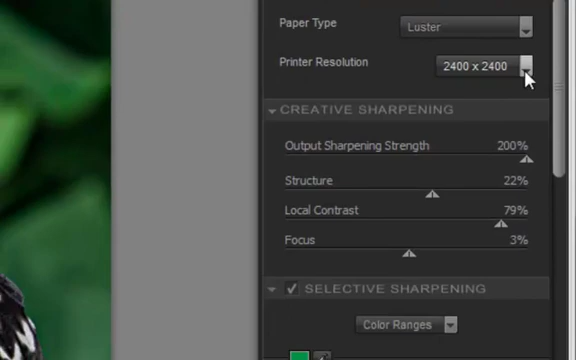 Paper Type Luster
Printer Resolution 2400 x 2400
CREATIVE SHARPENING
Output Sharpening Strength 200%
Structure 22%
Local Contrast 79%
Focus 3%
SELECTIVE SHARPENING
Color Ranges